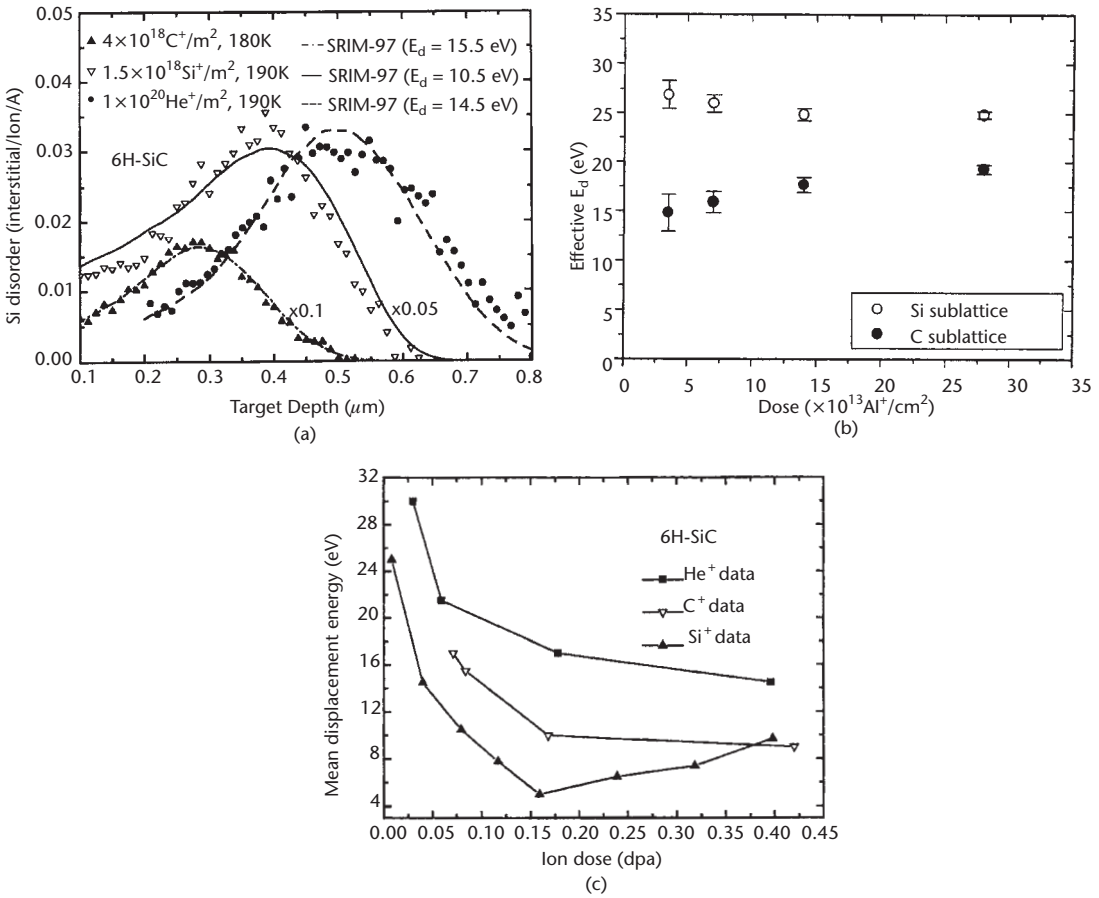 0.05
0.04
0.03
0.02
0.01
0.00
Si disorder (interstitial/Ion/A)
▲ 4×10¹⁸C⁺/m², 180K
▽ 1.5×10¹⁸Si⁺/m², 190K
● 1×10²⁰He⁺/m², 190K
SRIM-97 (E_d = 15.5 eV)
SRIM-97 (E_d = 10.5 eV)
SRIM-97 (E_d = 14.5 eV)
6H-SiC
x0.1
x0.05
0.1 0.2 0.3 0.4 0.5 0.6 0.7 0.8
Target Depth (μm)
(a)
35
30
25
20
15
10
5
0
Effective E_d (eV)
○ Si sublattice
● C sublattice
0 5 10 15 20 25 30 35
Dose (×10¹³Al⁺/cm²)
(b)
32
28
24
20
16
12
8
4
Mean displacement energy (eV)
6H-SiC
He⁺ data
C⁺ data
Si⁺ data
0.00 0.05 0.10 0.15 0.20 0.25 0.30 0.35 0.40 0.45
Ion dose (dpa)
(c)